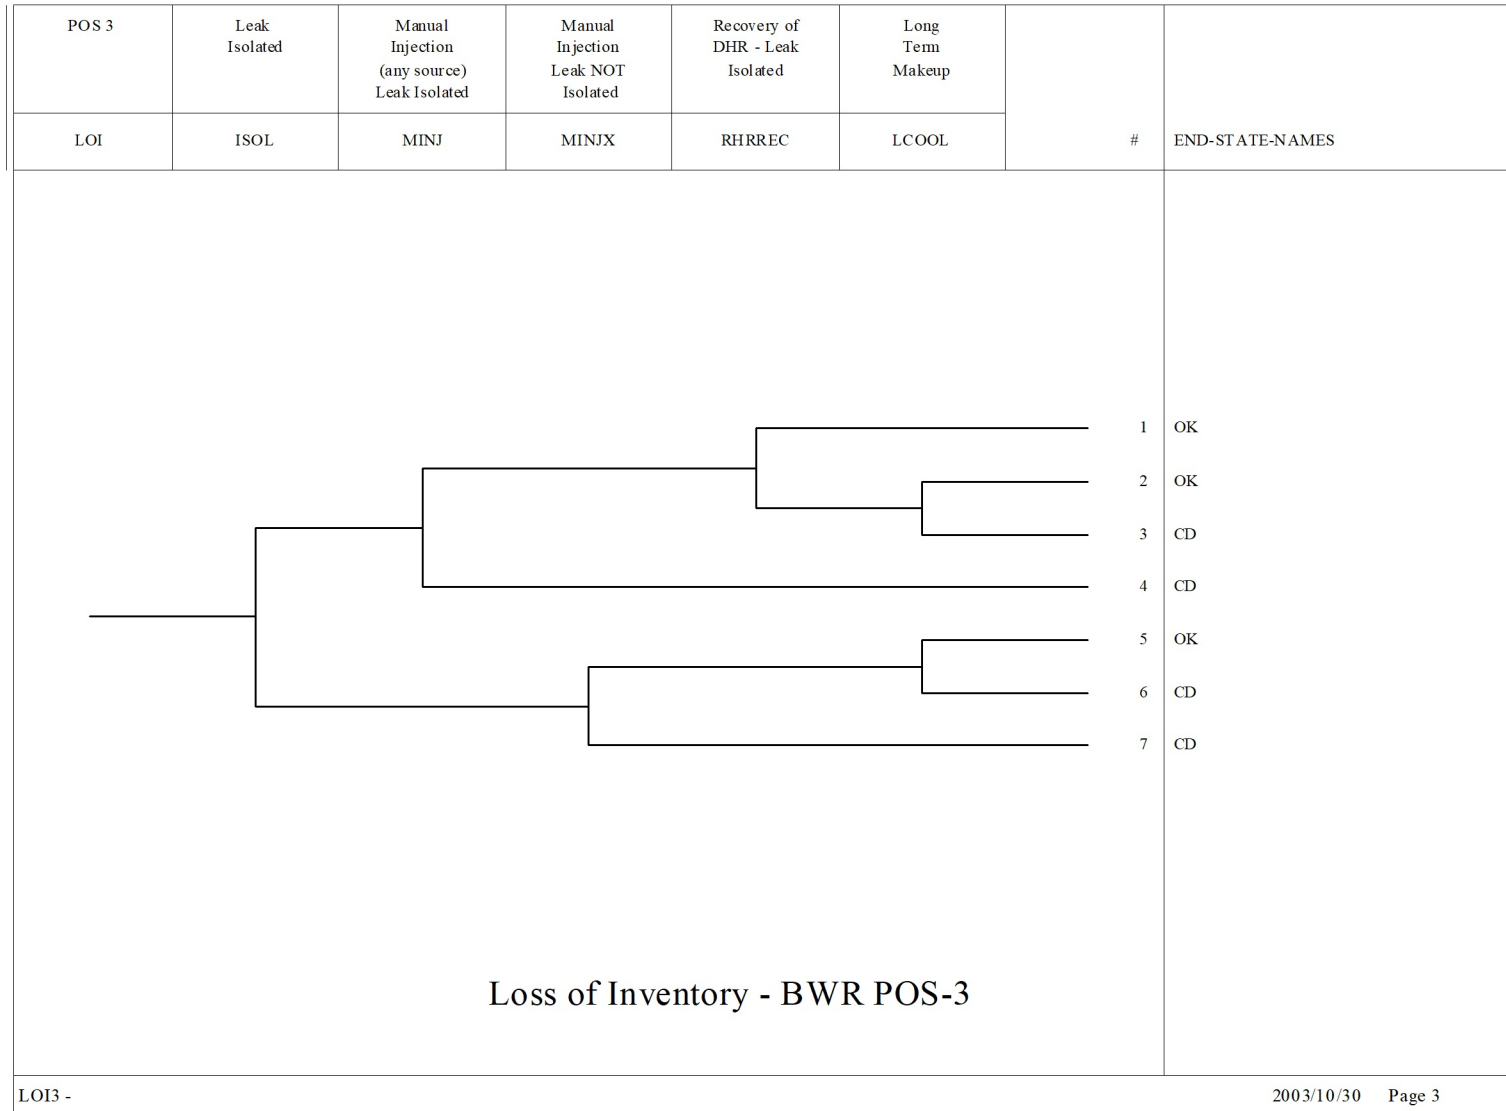 POS 3
Leak
Isolated
Manual
Injection
(any source)
Leak Isolated
Manual
Injection
Leak NOT
Isolated
Recovery of
DHR - Leak
Isolated
Long
Term
Makeup
LOI
ISOL
MINJ
MINJX
RHRREC
LCOOL
#
END-STATE-NAMES
1 OK
2 OK
3 CD
4 CD
5 OK
6 CD
7 CD
Loss of Inventory - BWR POS-3
LOI3 -
2003/10/30 Page 3